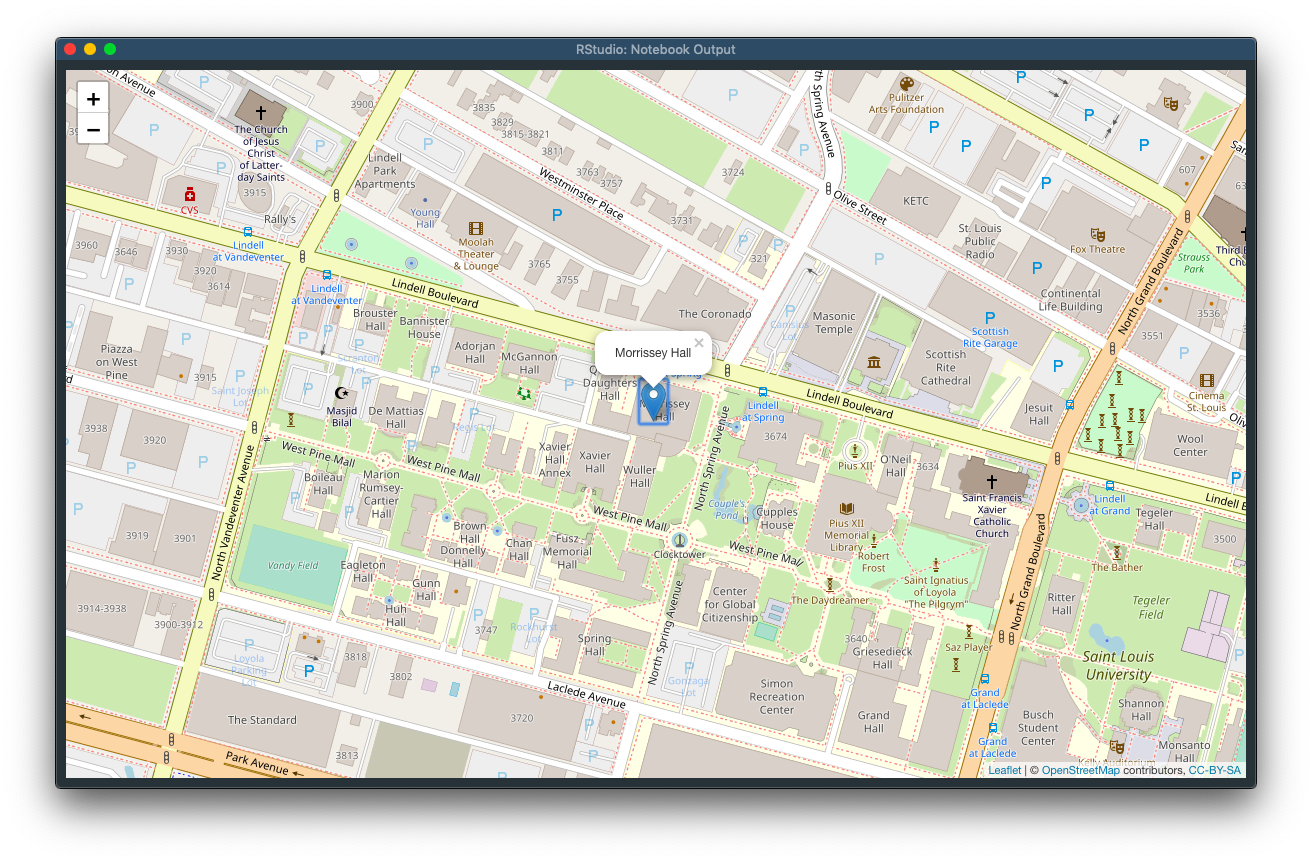 RStudio: Notebook Output
+
−
on Avenue
The Church
of Jesus
Christ
of Latter-
day Saints
3900
3915
CVS
Rally's
Lindell
at Vandeventer
3960
3646
3930
3920
3614
Lindell
Park
Apartments
Young
Hall
3835
3829
3815-3821
3811
3763
3757
Westminster Place
3724
3731
321
Moolah
Theater
& Lounge
3765
3755
Lindell Boulevard
The Coronado
th Spring Avenue
Pulitzer
Arts Foundation
Olive Street
KETC
St. Louis
Public
Radio
Fox Theatre
607
Strauss
Park
Continental
Life Building
3536
3551
North Grand Boulevard
Scottish
Rite Garage
Masonic
Temple
Scottish
Rite
Cathedral
Cinema
St. Louis
Wool
Center
Jesuit
Hall
Lindell
at Vandeventer
Brouster
Hall
Bannister
House
Adorjan
Hall
McGannon
Hall
Scranton
Lot
Piazza
on West
Pine
3915
Saint Joseph
Lot
Masjid
Bilal
De Mattias
Hall
Regis Lot
Daughters
Hall
Morrissey Hall
×
Morrissey
Hall
Lindell
at Spring
3674
Lindell Boulevard
3938
3920
West Pine Mall
Boileau
Hall
Marion
Rumsey-
Cartier
Hall
West Pine Mall
Xavier
Hall
Annex
Xavier
Hall
Wuller
Hall
North Spring Avenue
Couple's
Pond
Cupples
House
Pius XII
O'Neil
Hall
3634
Pius XII
Memorial
Library
Saint Francis
Xavier
Catholic
Church
Lindell
at Grand
Tegeler
Hall
Lindell B
3500
North Vandeventer Avenue
3919
3901
Vandy Field
Brown
Hall
Donnelly
Hall
Chan
Hall
Fusz
Memorial
Hall
West Pine Mall
Clocktower
West Pine Mall
Robert
Frost
The Bather
Eagleton
Hall
Gunn
Hall
Huh
Hall
Center
for Global
Citizenship
The Daydreamer
Saint Ignatius
of Loyola
"The Pilgrym"
Ritter
Hall
Tegeler
Field
North Grand Boulevard
3914-3938
3900-3912
3747
Rockhurst
Lot
Spring
Hall
North Spring Avenue
3640
Griesedieck
Hall
Saz Player
Saint Louis
University
Loyola
Parking
Lot
3818
3802
Gonzaga
Lot
Laclede Avenue
Simon
Recreation
Center
Grand
at Laclede
Shannon
Hall
The Standard
3720
Grand
Hall
Busch
Student
Center
Grand
at Laclede
Monsanto
Hall
Park Avenue
3813
Kelly Auditorium
Leaflet | © OpenStreetMap contributors, CC-BY-SA